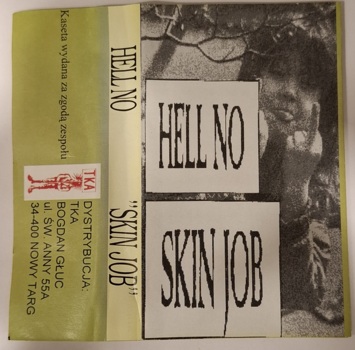 Kaseta wydana za zgodą zespołu
TKA
DYSTRYBUCJA:
TKA
BOGDAN GŁUC
ul. ŚW. ANNY 55A
34-400 NOWY TARG
HELL NO "SKIN JOB"
HELL NO
SKIN JOB